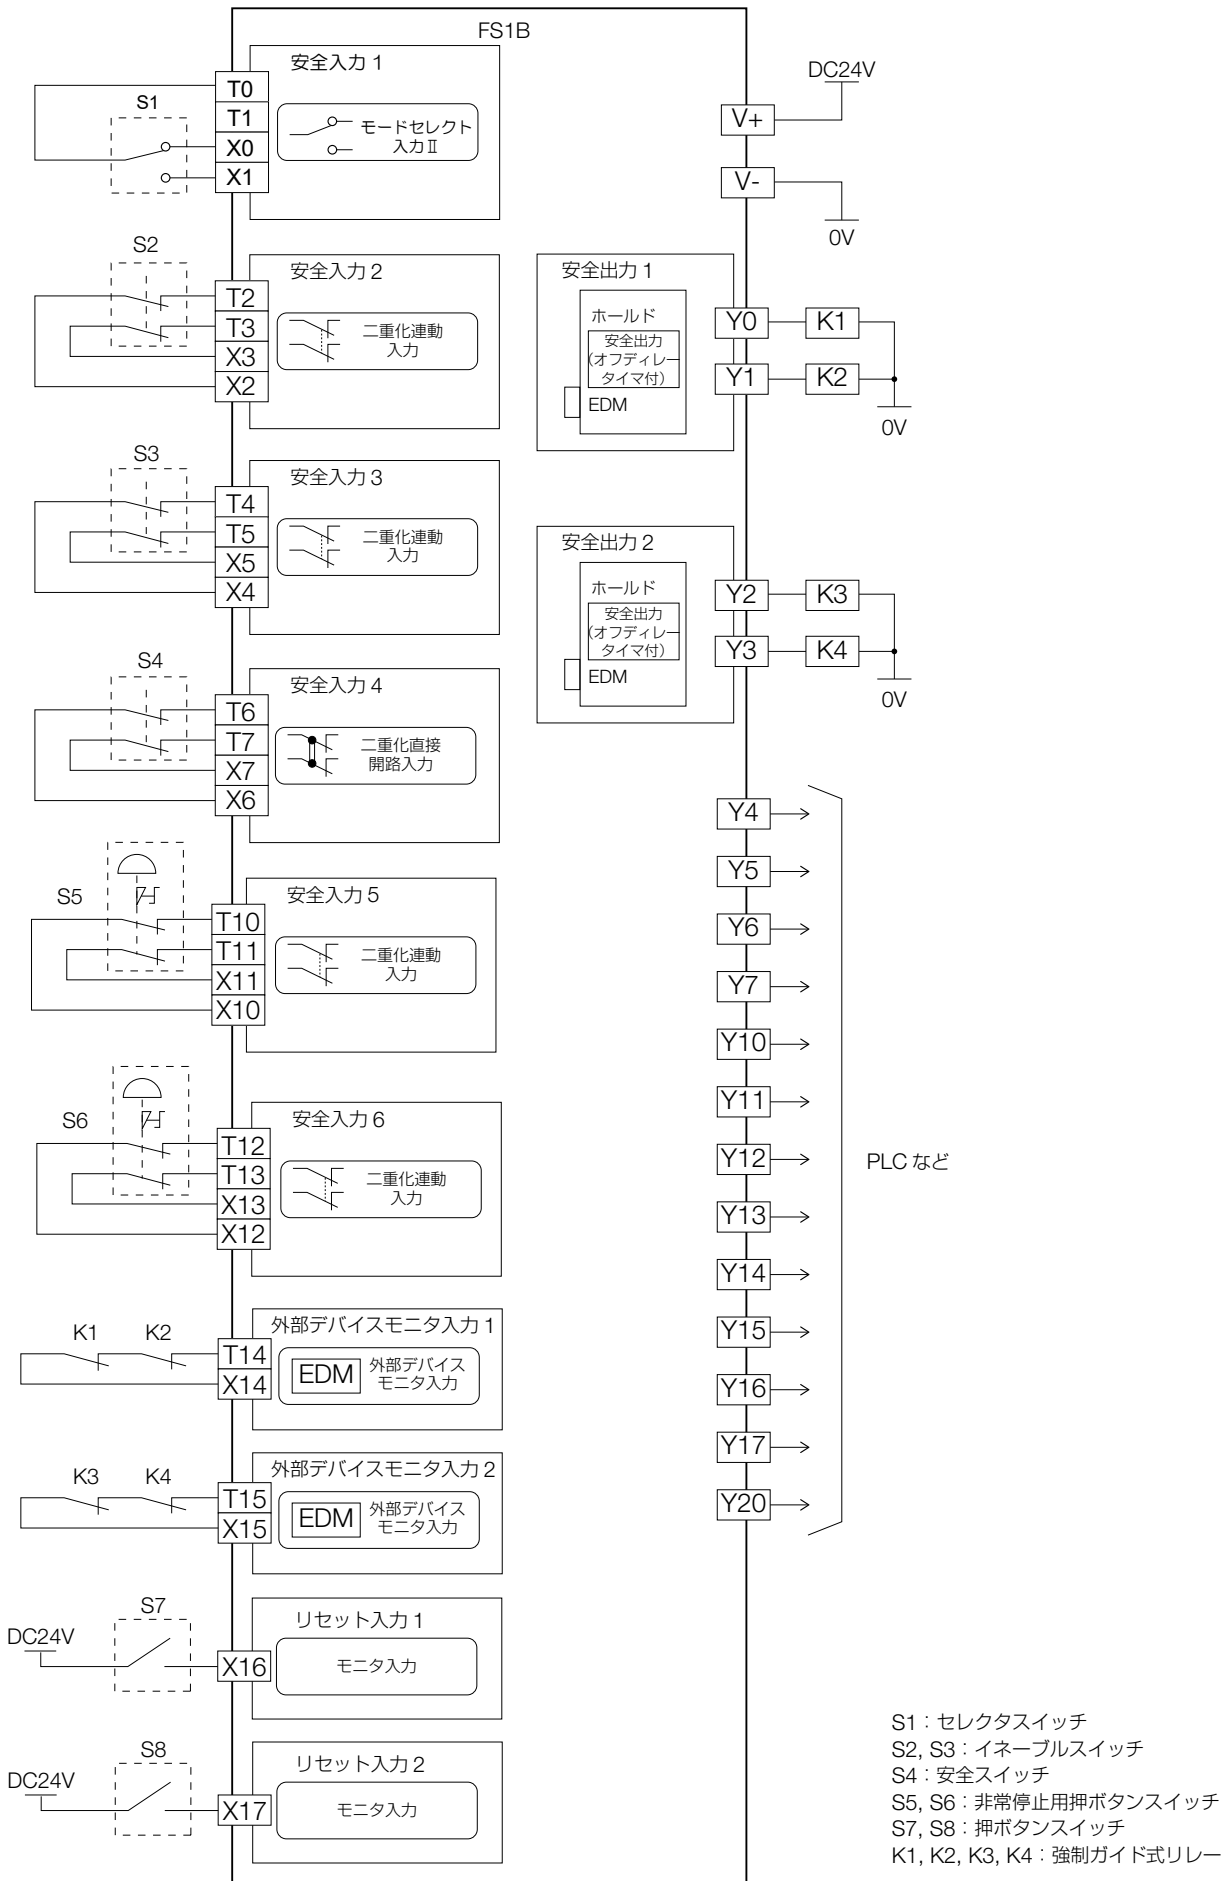 FS1B
安全入力 1
S1
T0
T1
X0
X1
モードセレクト
入力Ⅱ
S2
安全入力 2
T2
T3
X3
X2
二重化連動
入力
S3
安全入力 3
T4
T5
X5
X4
二重化連動
入力
S4
安全入力 4
T6
T7
X7
X6
二重化直接
開路入力
S5
安全入力 5
T10
T11
X11
X10
二重化連動
入力
S6
安全入力 6
T12
T13
X13
X12
二重化連動
入力
K1 K2
外部デバイスモニタ入力 1
T14
X14
EDM
外部デバイス
モニタ入力
K3 K4
外部デバイスモニタ入力 2
T15
X15
EDM
外部デバイス
モニタ入力
S7
DC24V
X16
リセット入力 1
モニタ入力
S8
DC24V
X17
リセット入力 2
モニタ入力
DC24V
V+
V-
0V
安全出力 1
ホールド
安全出力
(オフディレー
タイマ付)
EDM
Y0 K1
Y1 K2
0V
安全出力 2
ホールド
安全出力
(オフディレー
タイマ付)
EDM
Y2 K3
Y3 K4
0V
Y4
Y5
Y6
Y7
Y10
Y11
Y12
Y13
Y14
Y15
Y16
Y17
Y20
PLC など
S1：セレクタスイッチ
S2, S3：イネーブルスイッチ
S4：安全スイッチ
S5, S6：非常停止用押ボタンスイッチ
S7, S8：押ボタンスイッチ
K1, K2, K3, K4：強制ガイド式リレー